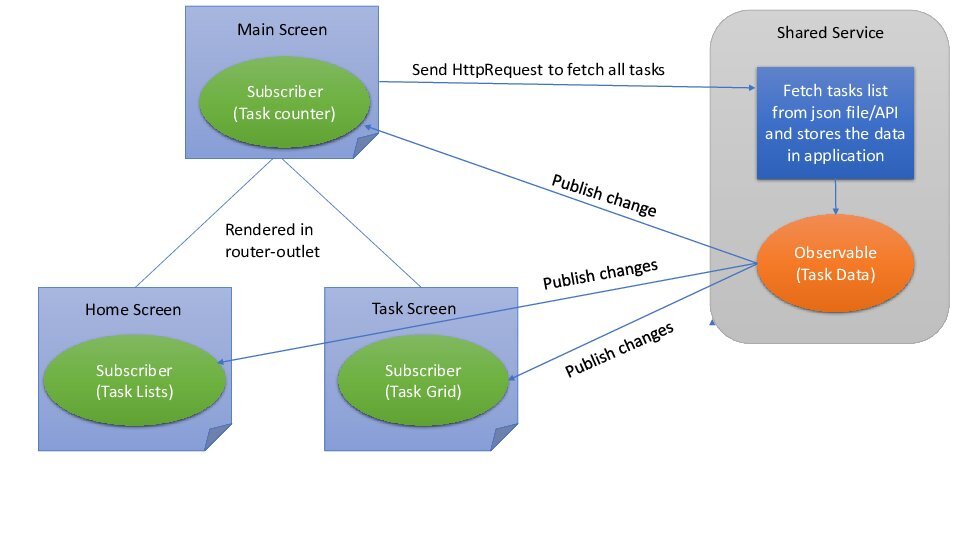 Main Screen
Subscriber
(Task counter)
Send HttpRequest to fetch all tasks
Shared Service
Fetch tasks list
from json file/API
and stores the data
in application
Publish change
Rendered in
router-outlet
Observable
(Task Data)
Publish changes
Home Screen
Subscriber
(Task Lists)
Task Screen
Subscriber
(Task Grid)
Publish changes